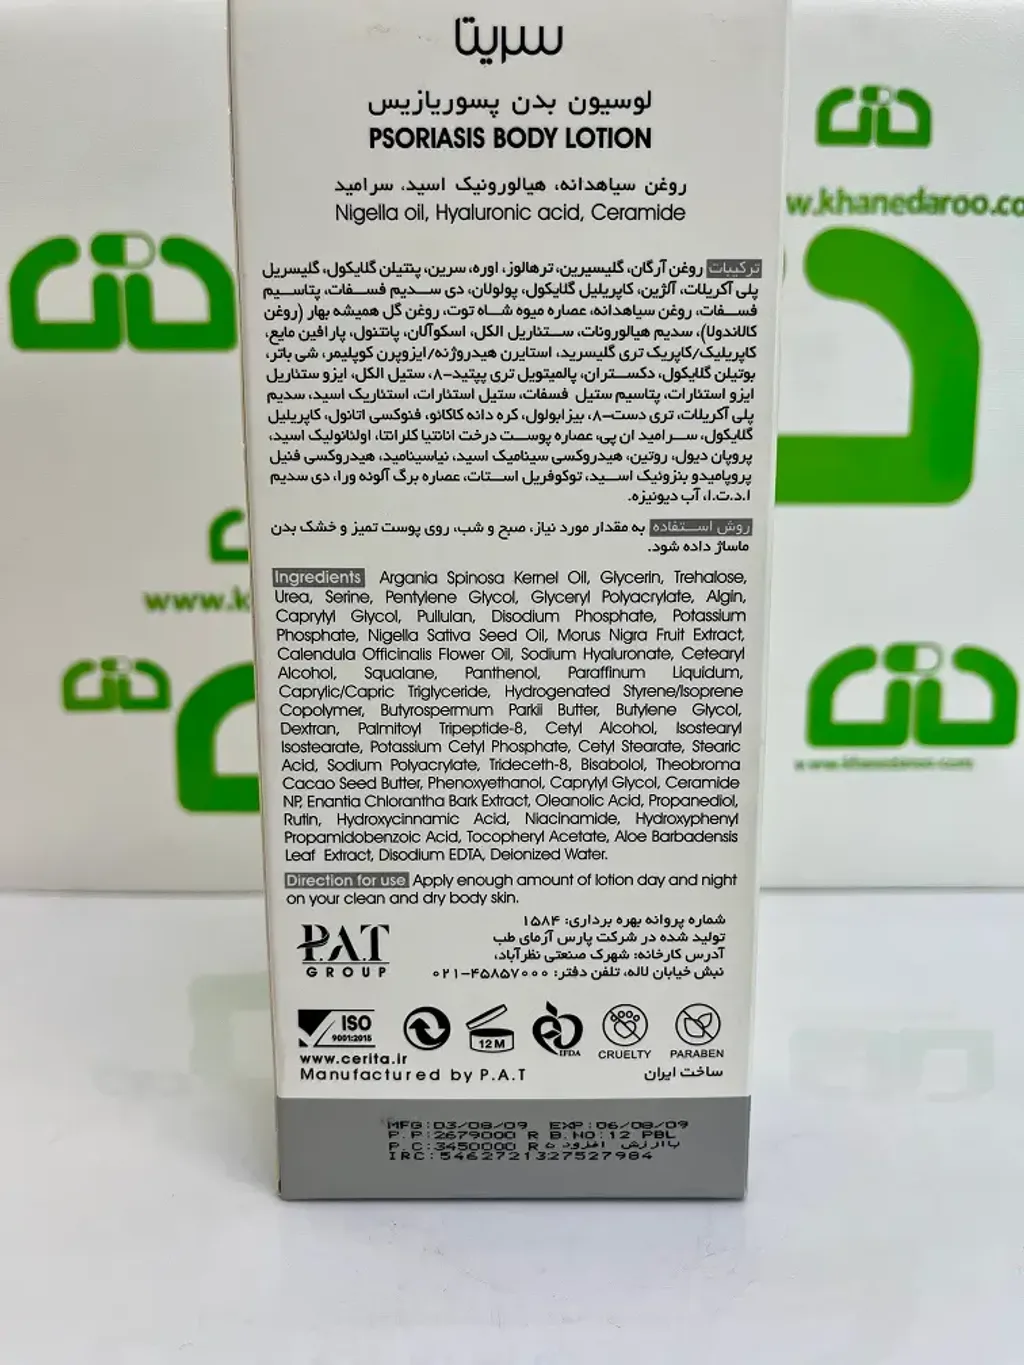 سریتا
لوسیون بدن پسوریازیس
PSORIASIS BODY LOTION
روغن سیاهدانه، هیالورونیک اسید، سرامید
Nigella oil, Hyaluronic acid, Ceramide
w.khanedaroo.co
ترکیبات روغن آرگان، گلیسیرین، ترهالوز، اوره، سرین، پنتیلن گلایکول، گلیسریل
پلی آکریلات، آلژین، کاپریلیل گلایکول، پولولان، دی سدیم فسفات، پتاسیم
فسفات، روغن سیاهدانه، عصاره میوه شاه توت، روغن گل همیشه بهار (روغن
کالاندولا)، سدیم هیالورونات، ستئاریل الکل، اسکوآلان، پانتنول، پارافین مایع،
کاپریلیک/کاپریک تری گلیسرید، استایرن هیدروژنه/ایزوپرن کوپلیمر، شی باتر،
بوتیلن گلایکول، دکستران، پالمیتویل تری پپتید-۸، ستیل الکل، ایزو ستئاریل
ایزو استئارات، پتاسیم ستیل فسفات، ستیل استئارات، استئاریک اسید، سدیم
پلی آکریلات، تری دست-۸، بیزابولول، کره دانه کاکائو، فنوکسی اتانول، کاپریلیل
گلایکول، سرامید ان پی، عصاره پوست درخت انانتیا کلرانتا، اولئانولیک اسید،
پروپان دیول، روتین، هیدروکسی سینامیک اسید، نیاسینامید، هیدروکسی فنیل
پروپامیدو بنزوئیک اسید، توکوفریل استات، عصاره برگ آلوئه ورا، دی سدیم
ا.د.ت.ا، آب دیونیزه.
روش استفاده به مقدار مورد نیاز، صبح و شب، روی پوست تمیز و خشک بدن
ماساژ داده شود.
www.k
Ingredients Argania Spinosa Kernel Oil, Glycerin, Trehalose,
Urea, Serine, Pentylene Glycol, Glyceryl Polyacrylate, Algin,
Caprylyl Glycol, Pullulan, Disodium Phosphate, Potassium
Phosphate, Nigella Sativa Seed Oil, Morus Nigra Fruit Extract,
Calendula Officinalis Flower Oil, Sodium Hyaluronate, Cetearyl
Alcohol, Squalane, Panthenol, Paraffinum Liquidum,
Caprylic/Capric Triglyceride, Hydrogenated Styrene/Isoprene
Copolymer, Butyrospermum Parkii Butter, Butylene Glycol,
Dextran, Palmitoyl Tripeptide-8, Cetyl Alcohol, Isostearyl
Isostearate, Potassium Cetyl Phosphate, Cetyl Stearate, Stearic
Acid, Sodium Polyacrylate, Trideceth-8, Bisabolol, Theobroma
Cacao Seed Butter, Phenoxyethanol, Caprylyl Glycol, Ceramide
NP, Enantia Chlorantha Bark Extract, Oleanolic Acid, Propanediol,
Rutin, Hydroxycinnamic Acid, Niacinamide, Hydroxyphenyl
Propamidobenzoic Acid, Tocopheryl Acetate, Aloe Barbadensis
Leaf Extract, Disodium EDTA, Deionized Water.
www.khanedaroo.com
Direction for use Apply enough amount of lotion day and night
on your clean and dry body skin.
شماره پروانه بهره برداری: ۱۵۸۴
تولید شده در شرکت پارس آزمای طب
آدرس کارخانه: شهرک صنعتی نظرآباد،
نبش خیابان لاله، تلفن دفتر: ۴۵۸۵۷۰۰۰-۰۲۱
P.A.T
GROUP
ISO
9001:2015
12 M
IFDA
CRUELTY
PARABEN
www.cerita.ir
Manufactured by P.A.T
ساخت ایران
MFG:03/08/09 EXP:06/08/09
P.P:2679000 R B.NO:12 PBL
P.C:3450000 R باارزش افزوده
IRC:5462721327527984